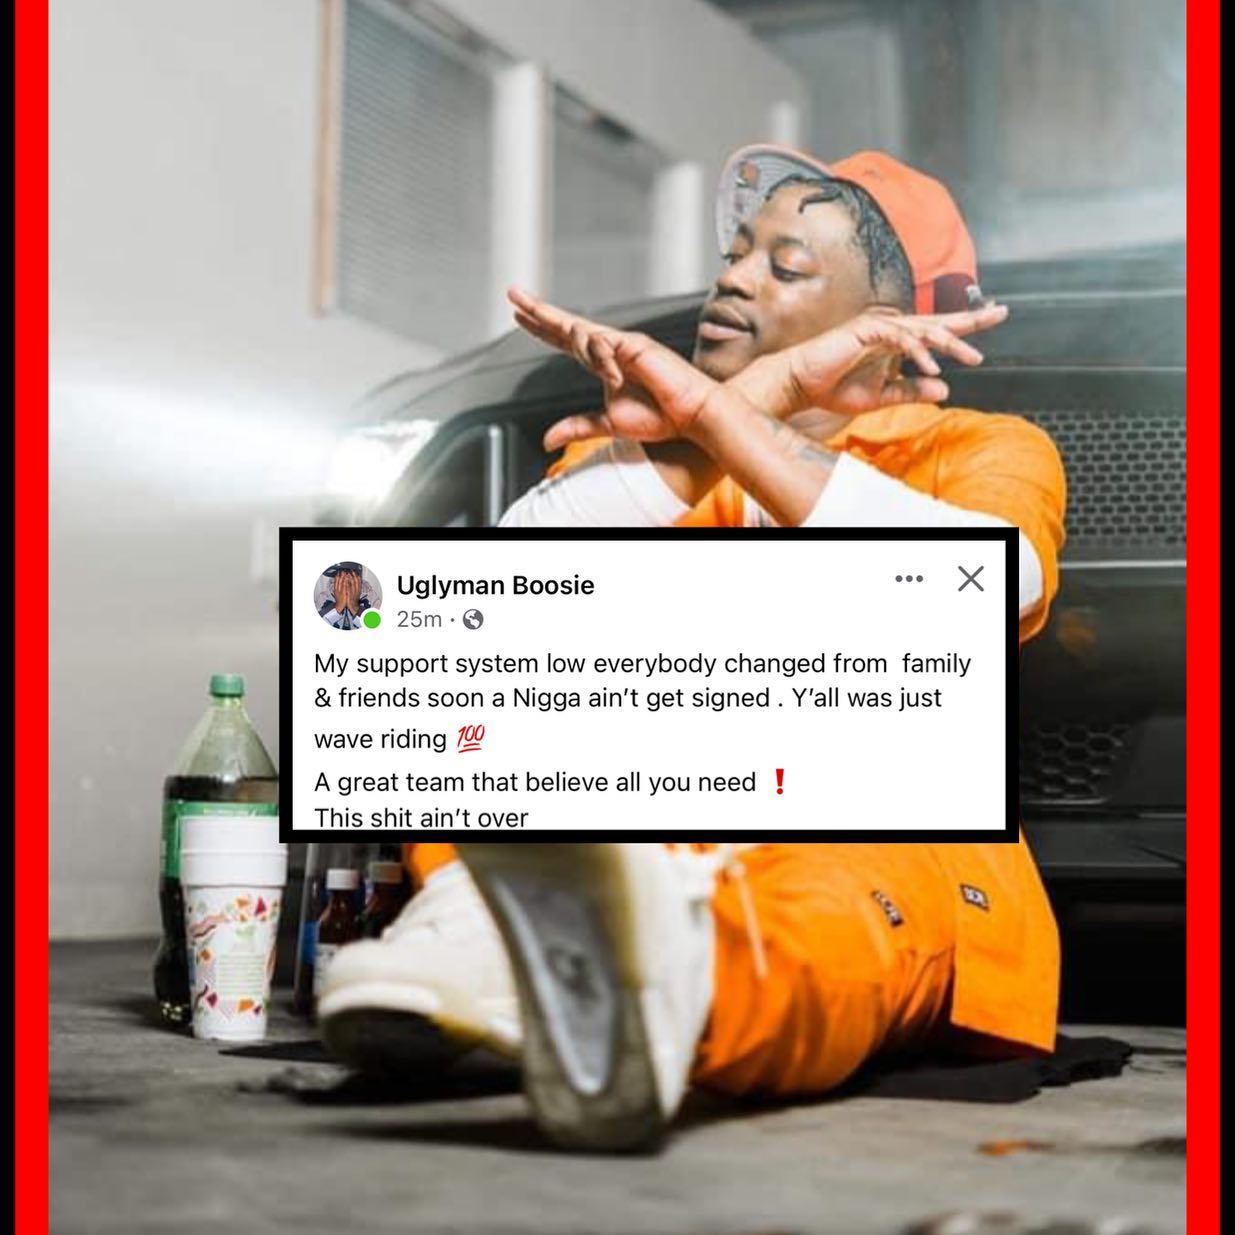 Uglyman Boosie
25m ·
My support system low everybody changed from  family
& friends soon a Nigga ain’t get signed . Y’all was just
wave riding 💯
A great team that believe all you need ❗
This shit ain’t over